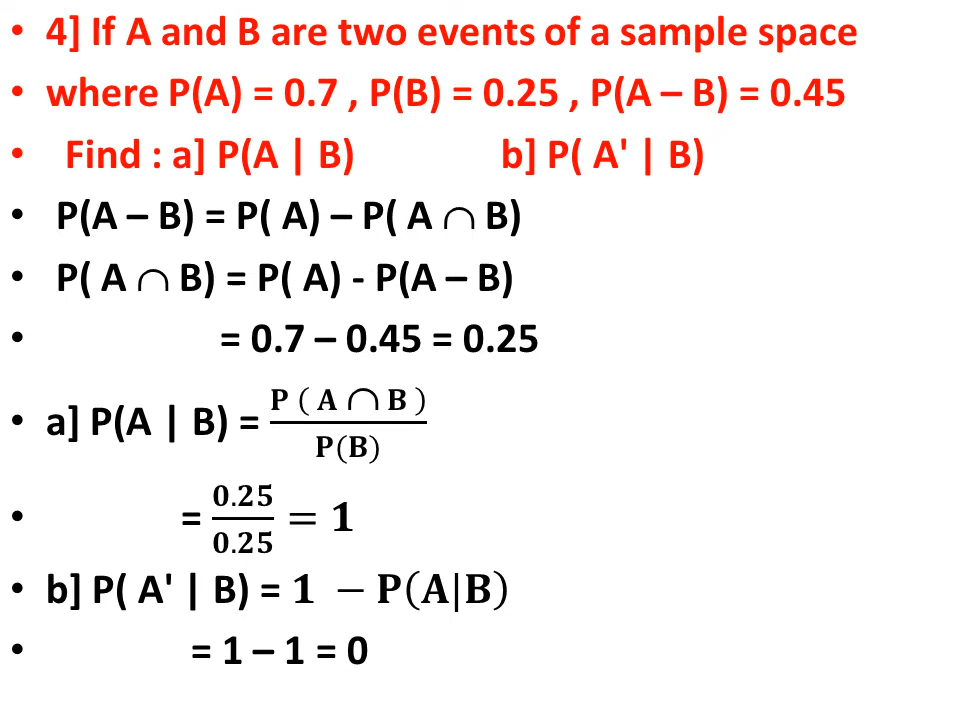 • 4] If A and B are two events of a sample space
• where P(A) = 0.7 , P(B) = 0.25 , P(A – B) = 0.45
• Find : a] P(A | B) b] P( A' | B)
• P(A – B) = P( A) – P( A ∩ B)
• P( A ∩ B) = P( A) - P(A – B)
• = 0.7 – 0.45 = 0.25
• a] P(A | B) = P ( A ∩ B ) / P(B)
• = 0.25 / 0.25 = 1
• b] P( A' | B) = 1 − P(A|B)
• = 1 – 1 = 0